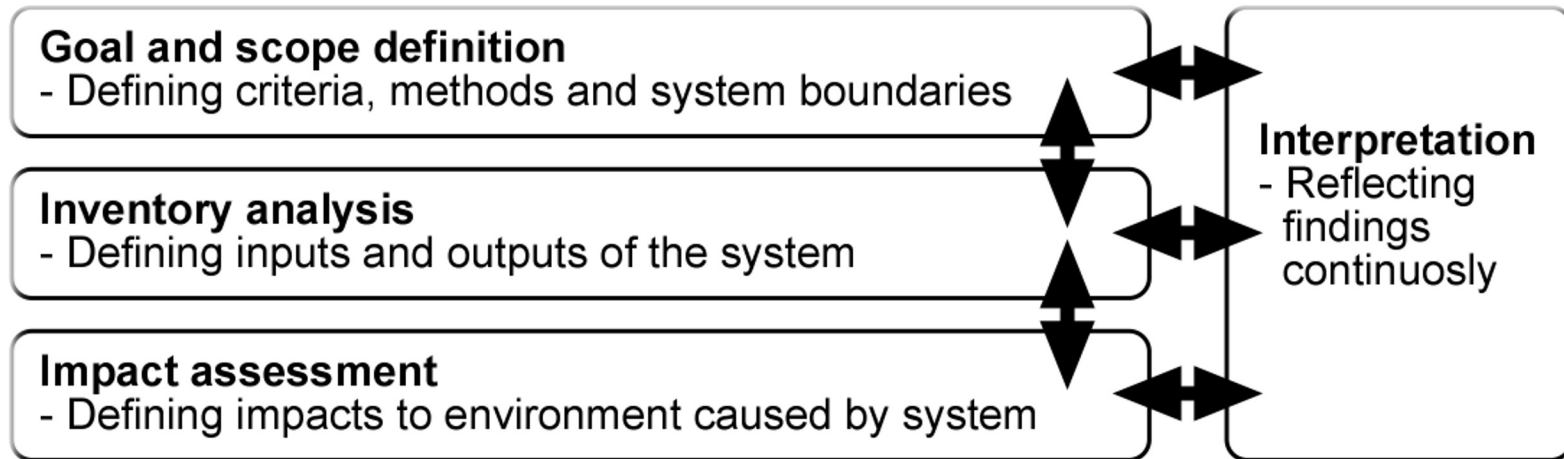 Goal and scope definition
- Defining criteria, methods and system boundaries
Inventory analysis
- Defining inputs and outputs of the system
Impact assessment
- Defining impacts to environment caused by system
Interpretation
- Reflecting
findings
continuosly